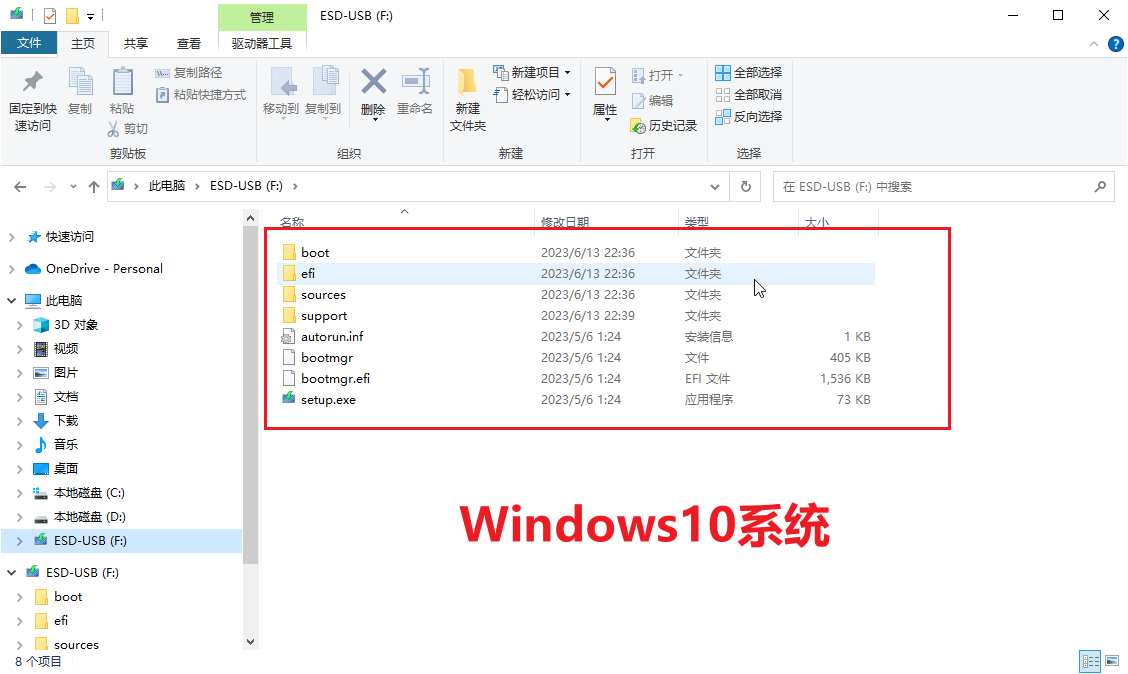 管理 ESD-USB (F:)
文件 主页 共享 查看 驱动器工具
固定到快速访问
复制
粘贴
复制路径
粘贴快捷方式
剪切
剪贴板
移动到
复制到
删除
重命名
组织
新建文件夹
新建项目
轻松访问
新建
属性
打开
编辑
历史记录
打开
全部选择
全部取消
反向选择
选择
此电脑 ESD-USB (F:)
在 ESD-USB (F:) 中搜索
快速访问
OneDrive - Personal
此电脑
3D 对象
视频
图片
文档
下载
音乐
桌面
本地磁盘 (C:)
本地磁盘 (D:)
ESD-USB (F:)
ESD-USB (F:)
boot
efi
sources
名称 修改日期 类型 大小
boot 2023/6/13 22:36 文件夹
efi 2023/6/13 22:36 文件夹
sources 2023/6/13 22:36 文件夹
support 2023/6/13 22:39 文件夹
autorun.inf 2023/5/6 1:24 安装信息 1 KB
bootmgr 2023/5/6 1:24 文件 405 KB
bootmgr.efi 2023/5/6 1:24 EFI 文件 1,536 KB
setup.exe 2023/5/6 1:24 应用程序 73 KB
Windows10系统
8 个项目